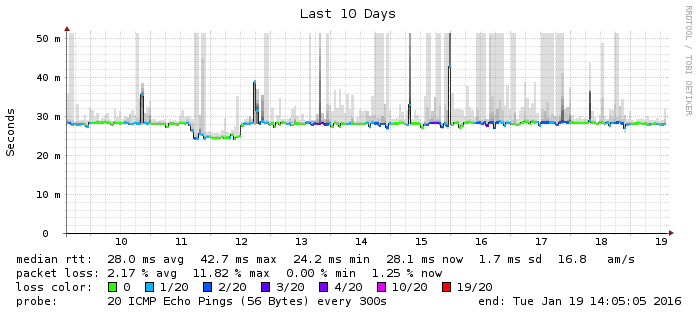 Last 10 Days
RRDTOOL / TOBI OETIKER
Seconds
50 m
40 m
30 m
20 m
10 m
0
10 11 12 13 14 15 16 17 18 19
median rtt: 28.0 ms avg 42.7 ms max 24.2 ms min 28.1 ms now 1.7 ms sd 16.8 am/s
packet loss: 2.17 % avg 11.82 % max 0.00 % min 1.25 % now
loss color: 0 1/20 2/20 3/20 4/20 10/20 19/20
probe: 20 ICMP Echo Pings (56 Bytes) every 300s end: Tue Jan 19 14:05:05 2016